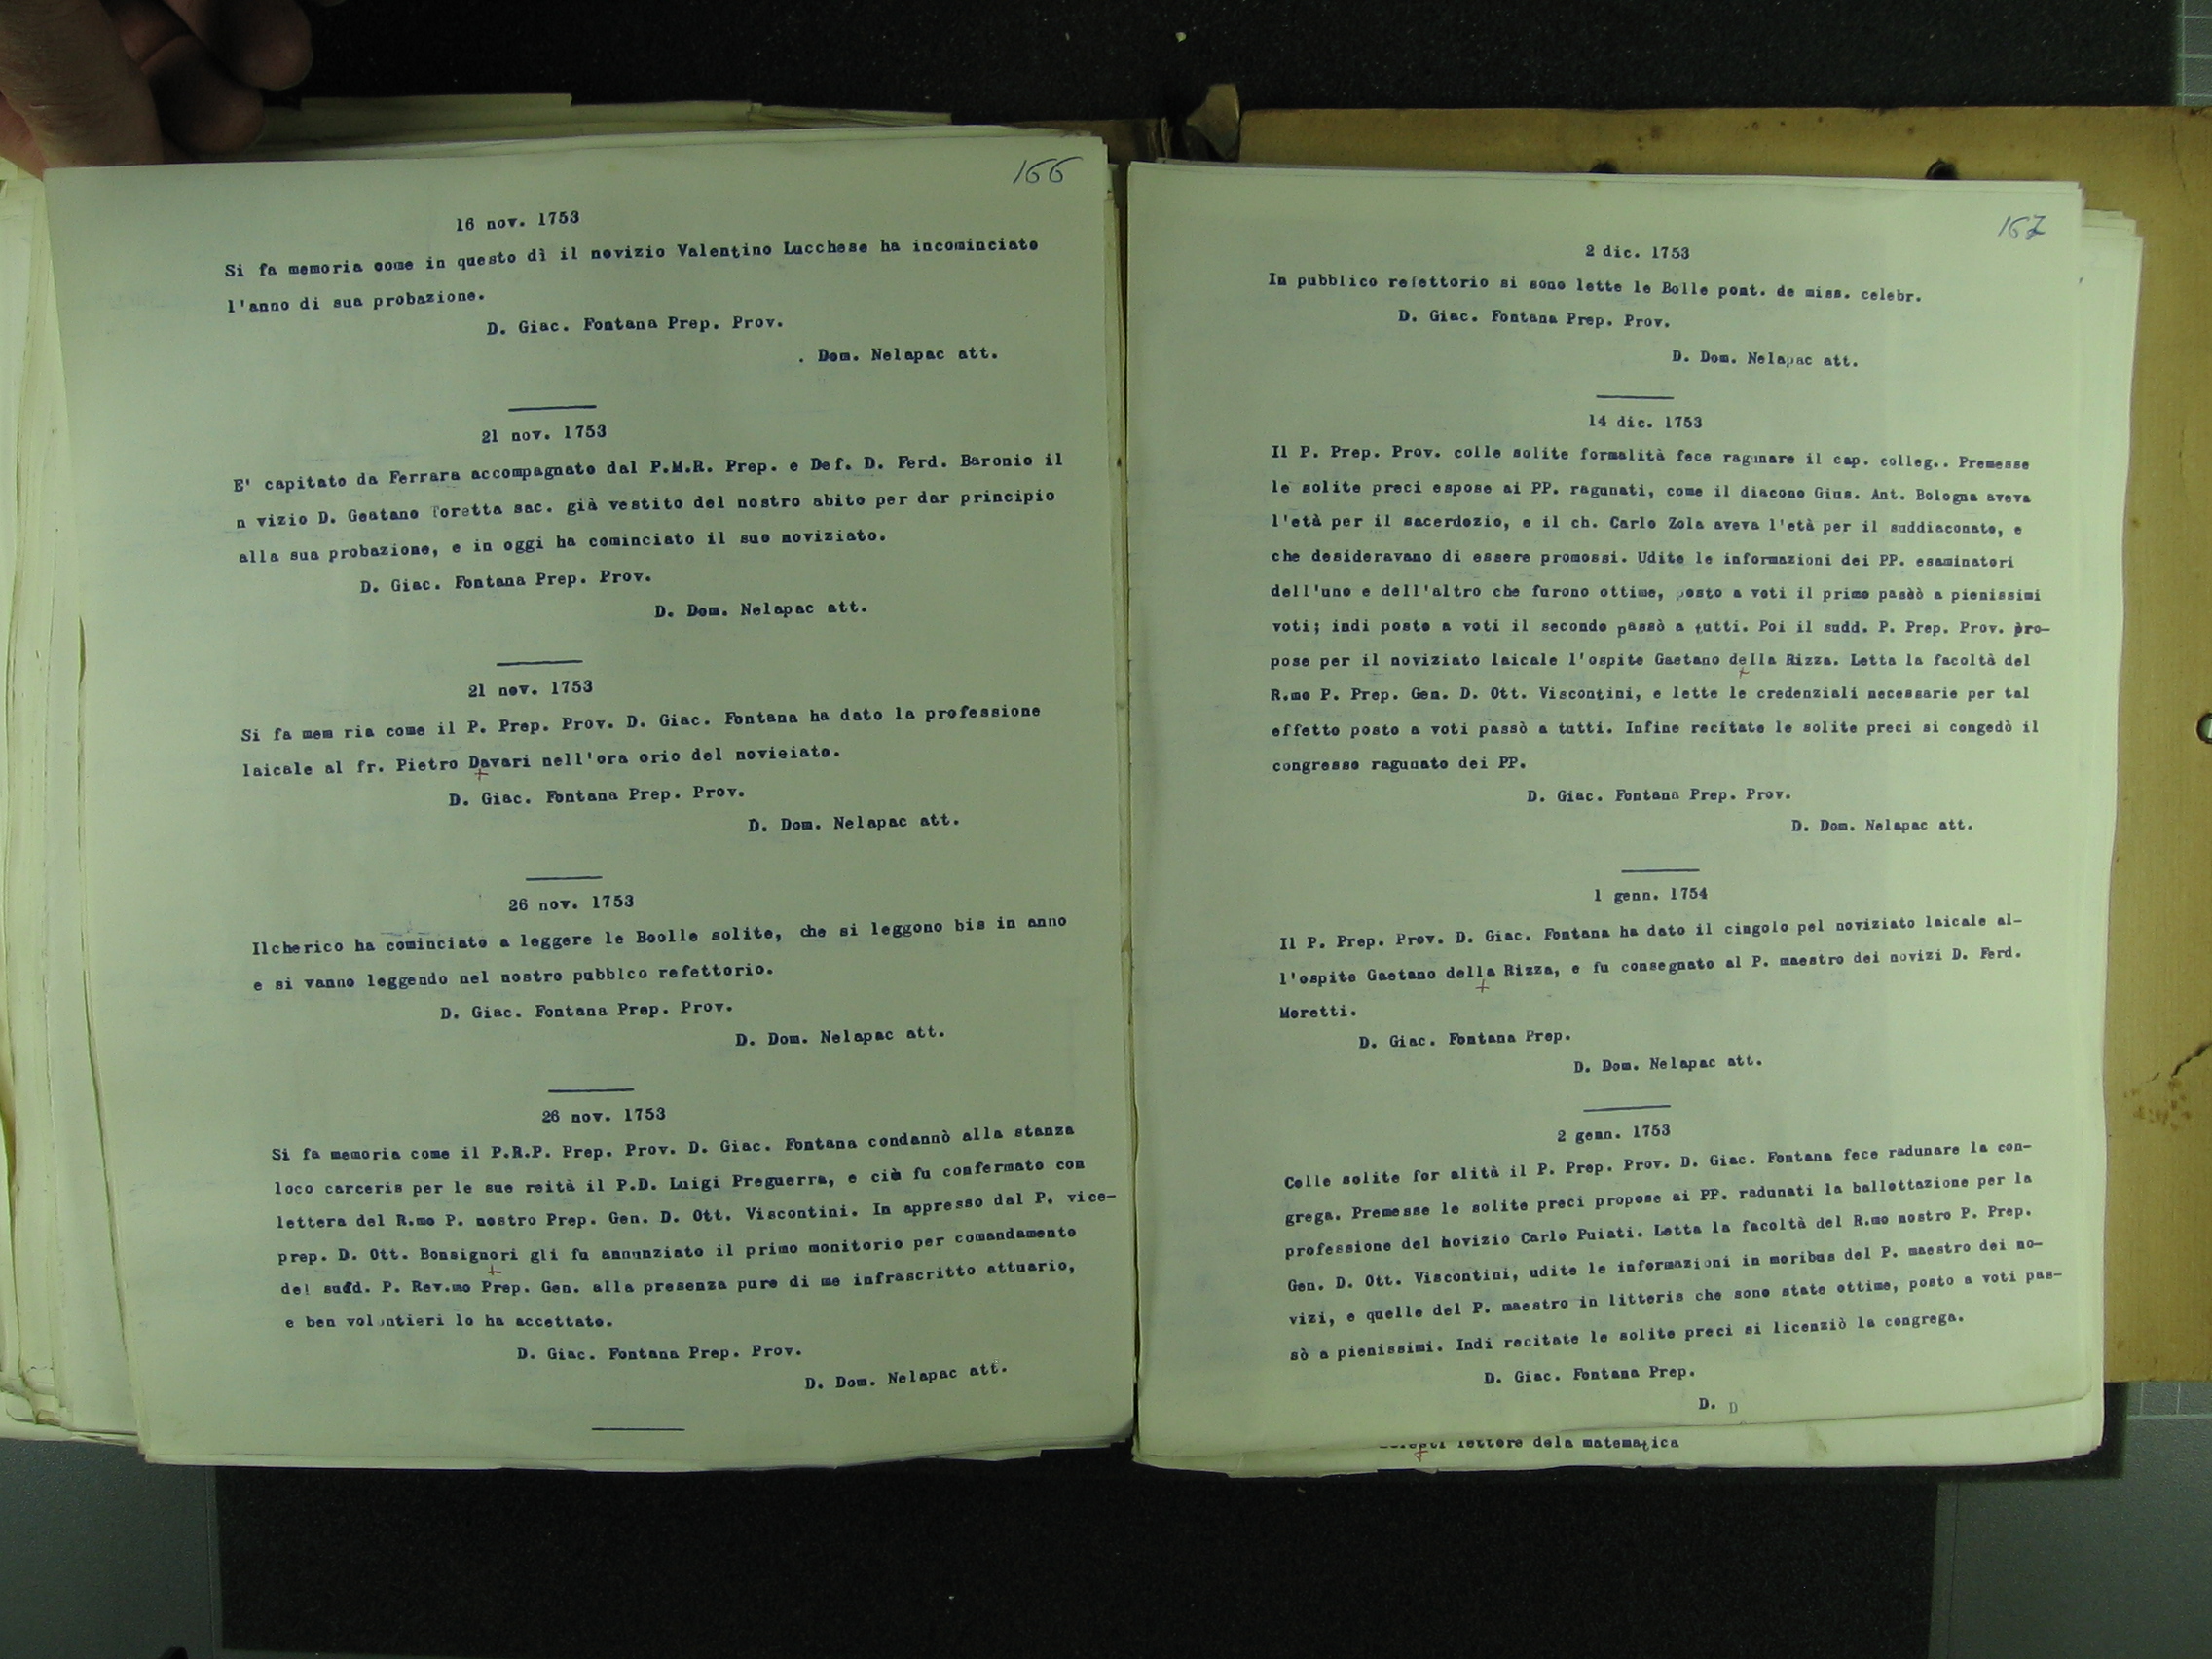 166
16 nov. 1753
Si fa memoria come in questo dì il novizio Valentino Lucchese ha incominciato
l'anno di sua probazione.
D. Giac. Fontana Prep. Prov.
. Dom. Nelapac att.
21 nov. 1753
E' capitato da Ferrara accompagnato dal P.M.R. Prep. e Def. D. Ferd. Baronio il
n vizio D. Geatano Toretta sac. già vestito del nostro abito per dar principio
alla sua probazione, e in oggi ha cominciato il suo noviziato.
D. Giac. Fontana Prep. Prov.
D. Dom. Nelapac att.
21 nov. 1753
Si fa mem ria come il P. Prep. Prov. D. Giac. Fontana ha dato la professione
laicale al fr. Pietro Davari nell'ora orio del novieiato.
D. Giac. Fontana Prep. Prov.
D. Dom. Nelapac att.
26 nov. 1753
Ilcherico ha cominciato a leggere le Boolle solite, che si leggono bis in anno
e si vanno leggendo nel nostro pubblco refettorio.
D. Giac. Fontana Prep. Prov.
D. Dom. Nelapac att.
26 nov. 1753
Si fa memoria come il P.R.P. Prep. Prov. D. Giac. Fontana condannò alla stanza
loco carceris per le sue reità il P.D. Luigi Preguerra, e ciò fu confermato con
lettera del R.mo P. nostro Prep. Gen. D. Ott. Viscontini. In appresso dal P. vice-
prep. D. Ott. Bonsignori gli fu annunziato il primo monitorio per comandamento
del sudd. P. Rev.mo Prep. Gen. alla presenza pure di me infrascritto attuario,
e ben volontieri lo ha accettato.
D. Giac. Fontana Prep. Prov.
D. Dom. Nelapac att.
167
2 dic. 1753
In pubblico refettorio si sono lette le Bolle pont. de miss. celebr.
D. Giac. Fontana Prep. Prov.
D. Dom. Nelapac att.
14 dic. 1753
Il P. Prep. Prov. colle solite formalità fece ragunare il cap. colleg.. Premesse
le solite preci espose ai PP. ragunati, come il diacono Gius. Ant. Bologna aveva
l'età per il sacerdozio, e il ch. Carlo Zola aveva l'età per il suddiaconato, e
che desideravano di essere promossi. Udite le informazioni dei PP. esaminatori
dell'uno e dell'altro che furono ottime, posto a voti il primo passò a pienissimi
voti; indi posto a voti il secondo passò a tutti. Poi il sudd. P. Prep. Prov. pro-
pose per il noviziato laicale l'ospite Gaetano della Rizza. Letta la facoltà del
R.mo P. Prep. Gen. D. Ott. Viscontini, e lette le credenziali necessarie per tal
effetto posto a voti passò a tutti. Infine recitate le solite preci si congedò il
congresso ragunato dei PP.
D. Giac. Fontana Prep. Prov.
D. Dom. Nelapac att.
1 genn. 1754
Il P. Prep. Prov. D. Giac. Fontana ha dato il cingolo pel noviziato laicale al-
l'ospite Gaetano della Rizza, e fu consegnato al P. maestro dei novizi D. Ferd.
Moretti.
D. Giac. Fontana Prep.
D. Dom. Nelapac att.
2 genn. 1753
Colle solite for alità il P. Prep. Prov. D. Giac. Fontana fece radunare la con-
grega. Premesse le solite preci propose ai PP. radunati la ballottazione per la
professione del novizio Carlo Puiati. Letta la facoltà del R.mo nostro P. Prep.
Gen. D. Ott. Viscontini, udite le informazioni in moribus del P. maestro dei no-
vizi, e quelle del P. maestro in litteris che sono state ottime, posto a voti pas-
sò a pienissimi. Indi recitate le solite preci si licenziò la congrega.
D. Giac. Fontana Prep.
D. D
lettore dela matematica